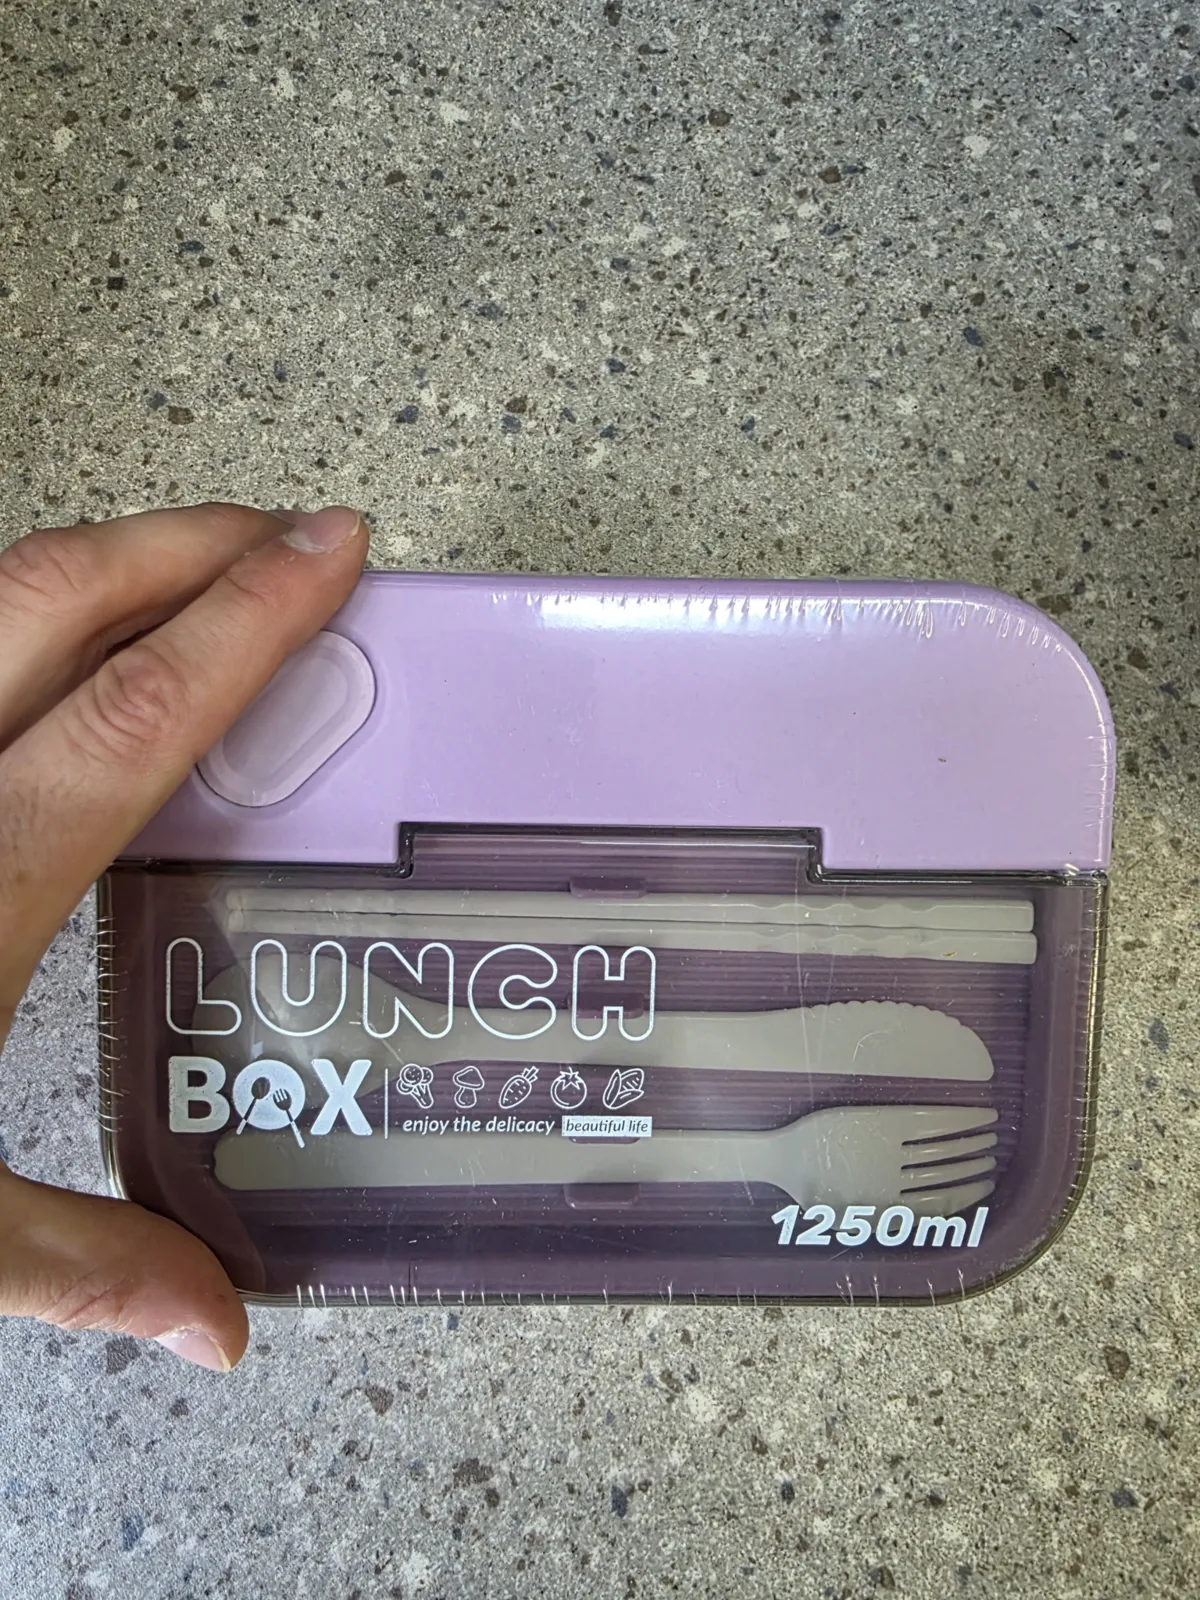 LUNCH
BOX
enjoy the delicacy beautiful life
1250ml